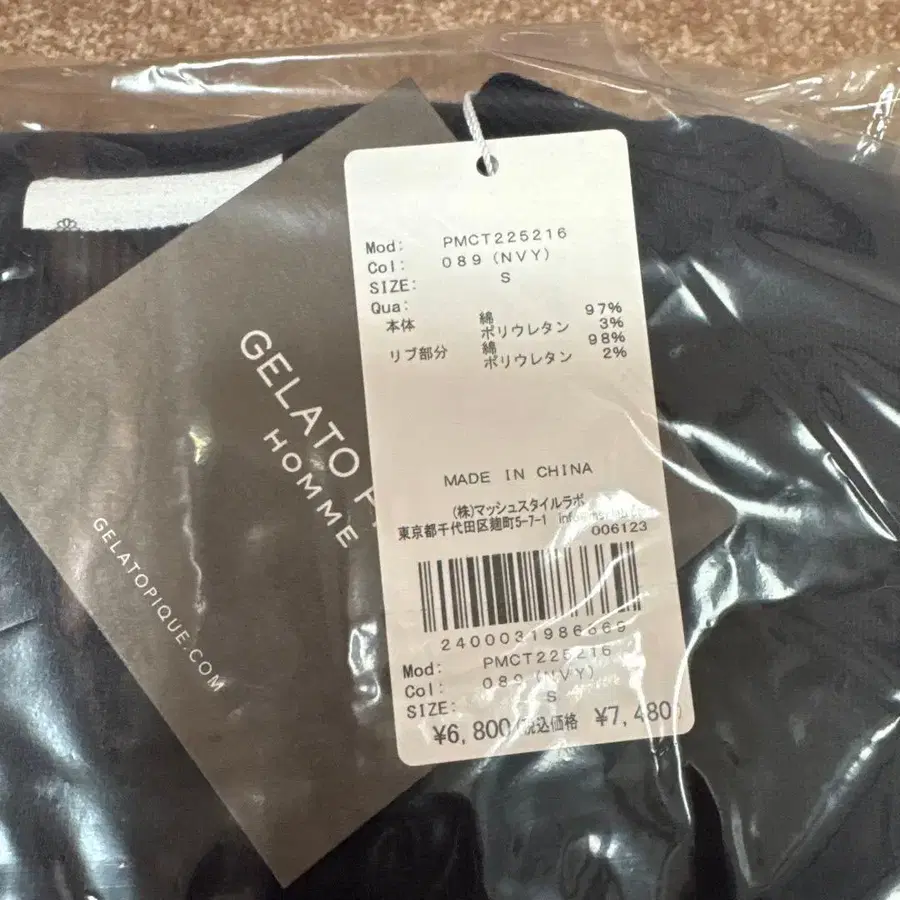 GELATO
HOMME
GELATOPIQUE.COM
Mod: PMCT225216
Col: 089(NVY)
SIZE: S
Qua:
本体 綿 97%
ポリウレタン 3%
リブ部分 綿 98%
ポリウレタン 2%
MADE IN CHINA
(株)マッシュスタイルラボ
東京都千代田区麹町5-7-1
006123
2400031986669
Mod: PMCT225216
Col: 089(NVY)
SIZE: S
¥6,800(税込価格 ¥7,480)